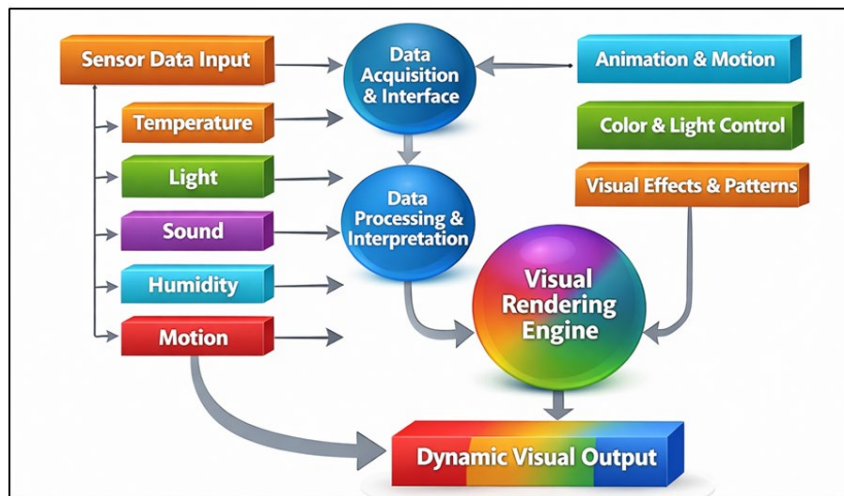 Sensor Data Input
Temperature
Light
Sound
Humidity
Motion
Data
Acquisition
& Interface
Data
Processing &
Interpretation
Animation & Motion
Color & Light Control
Visual Effects & Patterns
Visual
Rendering
Engine
Dynamic Visual Output